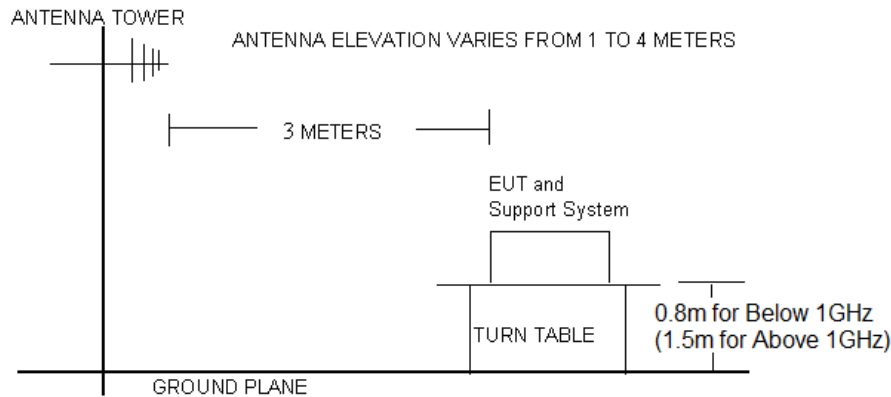 ANTENNA TOWER
ANTENNA ELEVATION VARIES FROM 1 TO 4 METERS
3 METERS
EUT and
Support System
0.8m for Below 1GHz
(1.5m for Above 1GHz)
TURN TABLE
GROUND PLANE